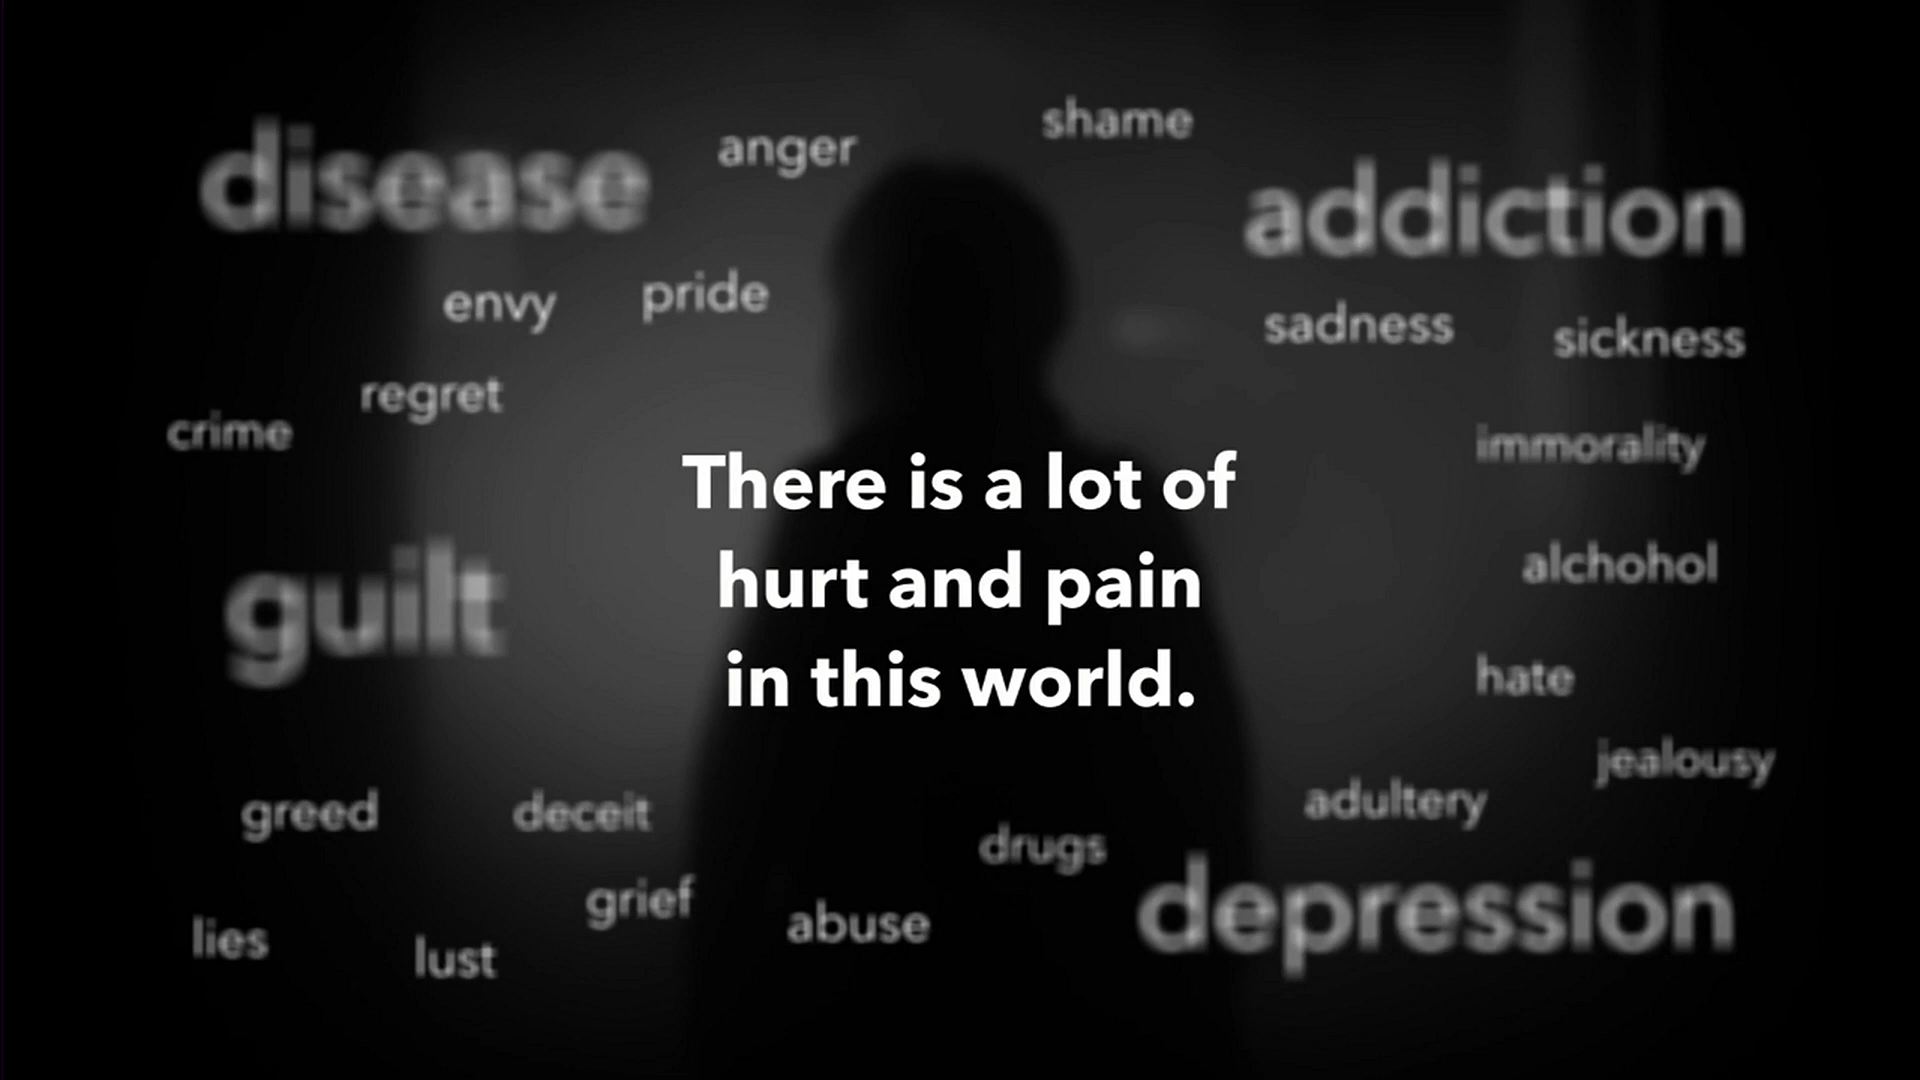 shame
anger
disease
addiction
envy
pride
sadness
sickness
regret
crime
immorality
There is a lot of
hurt and pain
in this world.
alchohol
guilt
hate
jealousy
adultery
greed
deceit
drugs
grief
abuse
depression
lies
lust